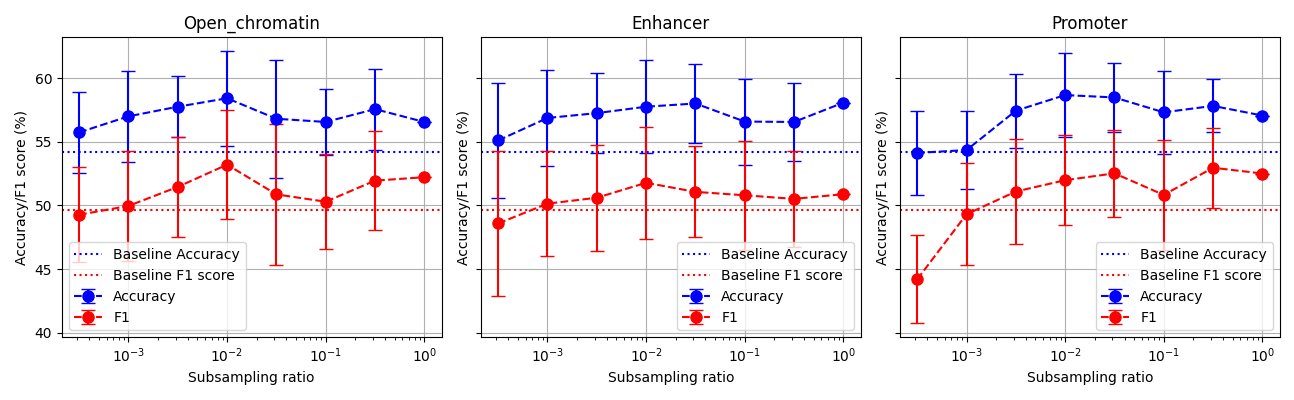 Open_chromatin
Enhancer
Promoter
Accuracy/F1 score (%)
60
55
50
45
40
Baseline Accuracy
Baseline F1 score
Accuracy
F1
10⁻³
10⁻²
10⁻¹
10⁰
Subsampling ratio
Accuracy/F1 score (%)
Baseline Accuracy
Baseline F1 score
Accuracy
F1
10⁻³
10⁻²
10⁻¹
10⁰
Subsampling ratio
Accuracy/F1 score (%)
Baseline Accuracy
Baseline F1 score
Accuracy
F1
10⁻³
10⁻²
10⁻¹
10⁰
Subsampling ratio